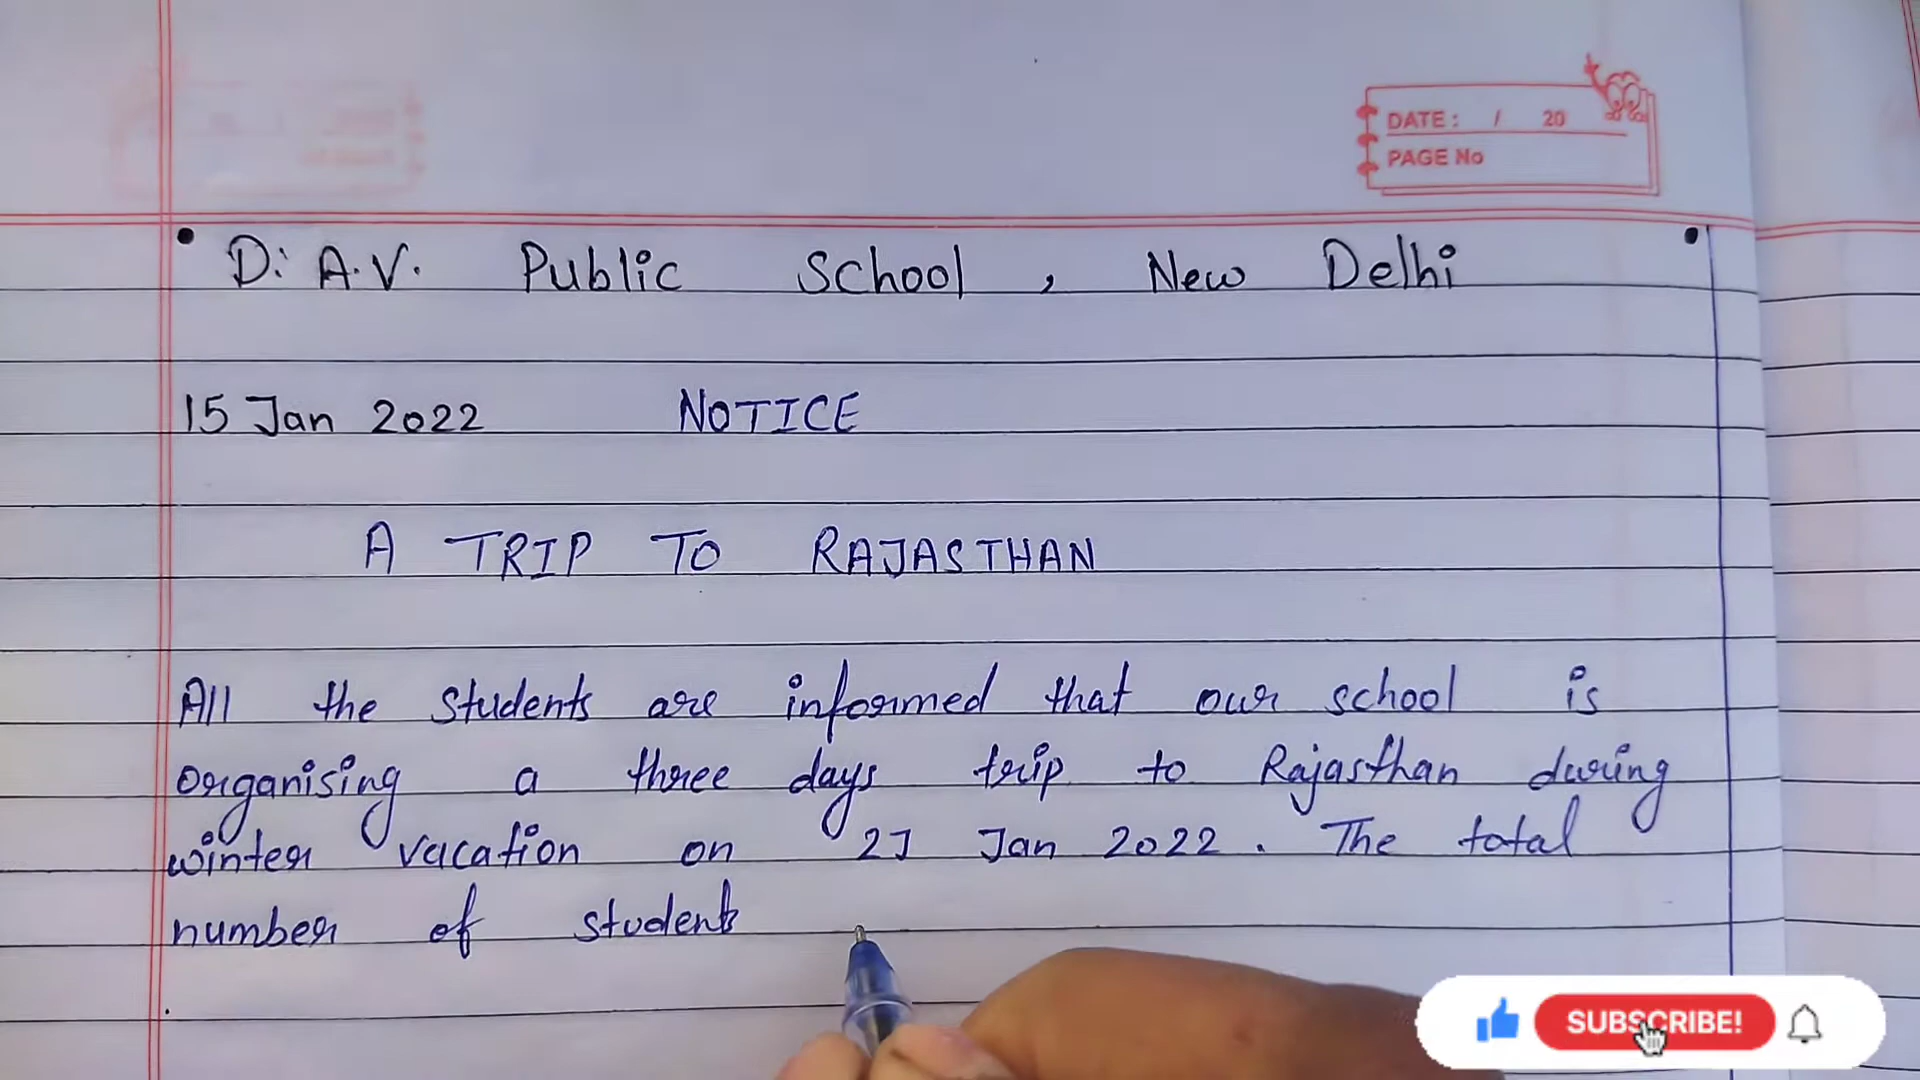 DATE: / 20
PAGE No
D. A.V. Public School, New Delhi
15 Jan 2022 NOTICE
A TRIP TO RAJASTHAN
All the students are informed that our school is
organising a three days trip to Rajasthan during
winter vacation on 27 Jan 2022. The total
number of students
SUBSCRIBE!